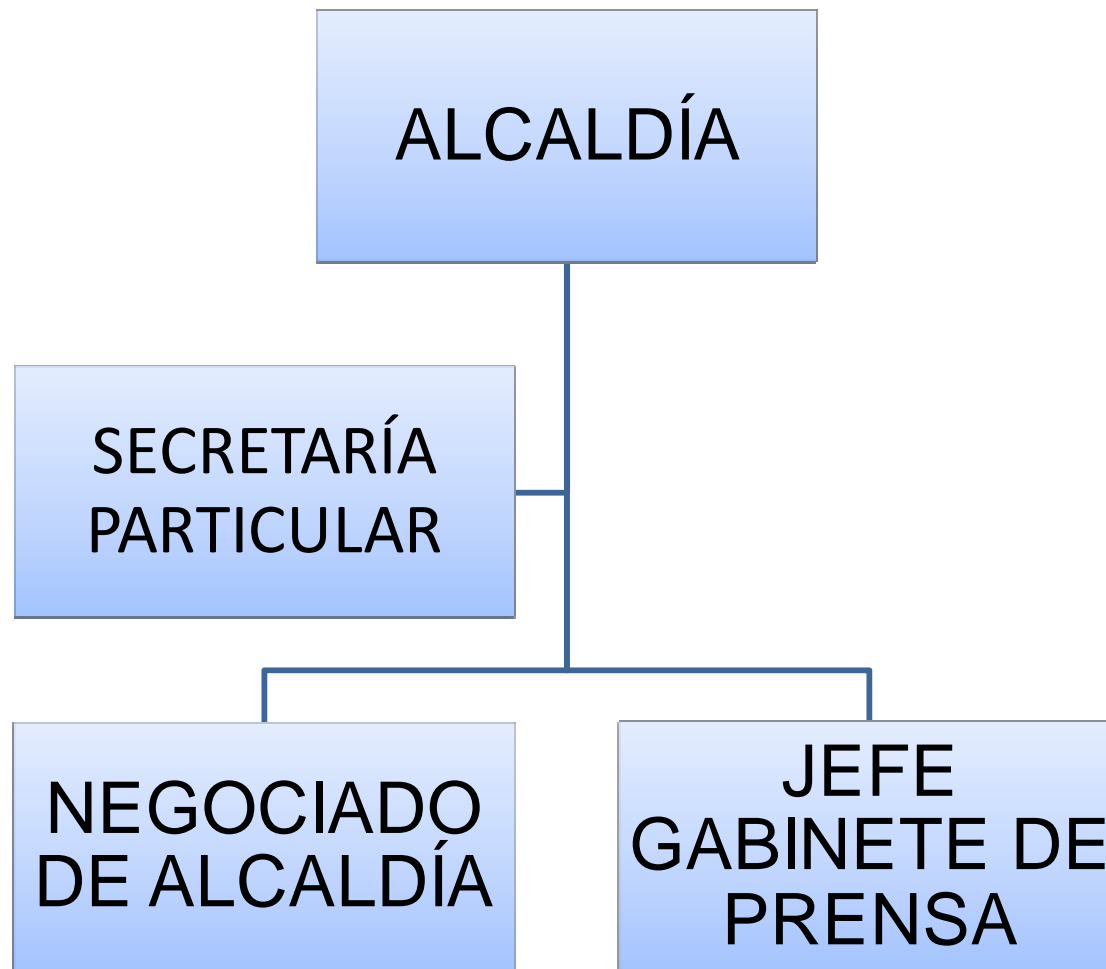 ALCALDÍA
SECRETARÍA
PARTICULAR
NEGOCIADO
DE ALCALDÍA
JEFE
GABINETE DE
PRENSA